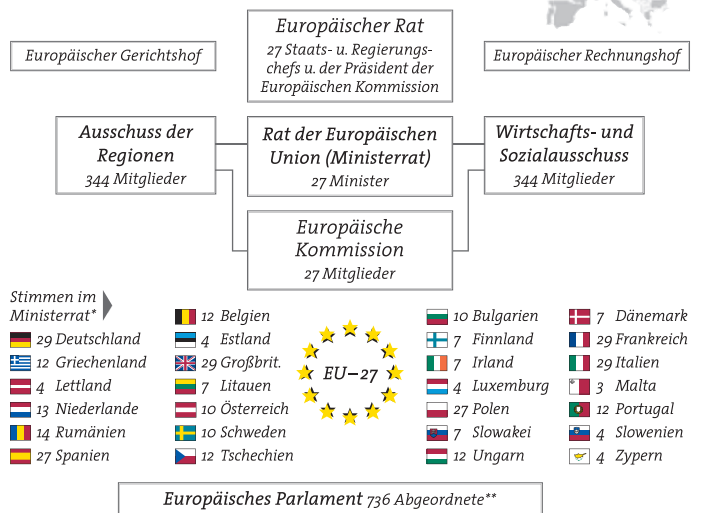 Europäischer Rat
27 Staats- u. Regierungs-
chefs u. der Präsident der
Europäischen Kommission
Europäischer Gerichtshof
Europäischer Rechnungshof
Ausschuss der
Regionen
344 Mitglieder
Rat der Europäischen
Union (Ministerrat)
27 Minister
Wirtschafts- und
Sozialausschuss
344 Mitglieder
Europäische
Kommission
27 Mitglieder
Stimmen im
Ministerrat*
29 Deutschland
12 Griechenland
4 Lettland
13 Niederlande
14 Rumänien
27 Spanien
12 Belgien
4 Estland
29 Großbrit.
7 Litauen
10 Österreich
10 Schweden
12 Tschechien
EU–27
10 Bulgarien
7 Finnland
7 Irland
4 Luxemburg
27 Polen
7 Slowakei
12 Ungarn
7 Dänemark
29 Frankreich
29 Italien
3 Malta
12 Portugal
4 Slowenien
4 Zypern
Europäisches Parlament 736 Abgeordnete**